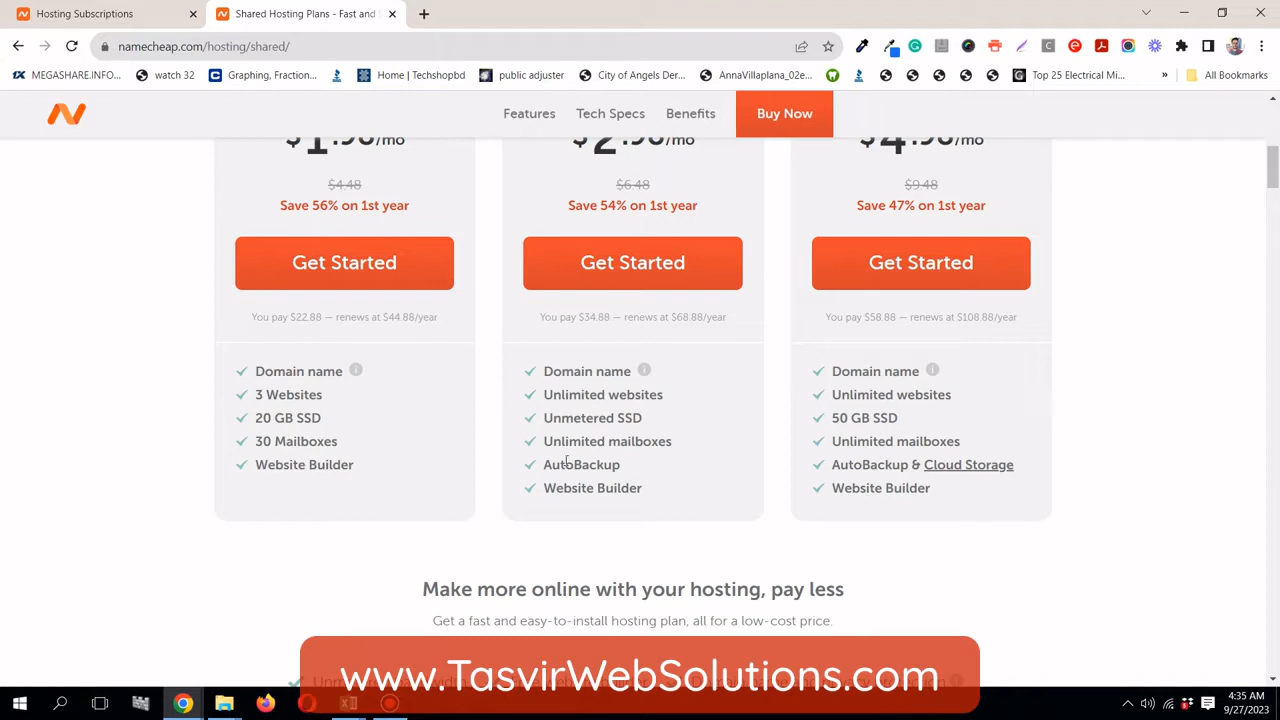 Hosting Subscriptions
Shared Hosting Plans - Fast and
namecheap.com/hosting/shared/
MEGASHARE.INFO...
watch 32
Graphing, Fraction...
Home | Techshopbd
public adjuster
City of Angels Der...
AnnaVillaplana_02e...
Top 25 Electrical Mi...
»
All Bookmarks
Features
Tech Specs
Benefits
Buy Now
$1.98/mo
$4.48
Save 56% on 1st year
Get Started
You pay $22.88 — renews at $44.88/year
Domain name
3 Websites
20 GB SSD
30 Mailboxes
Website Builder
$2.98/mo
$6.48
Save 54% on 1st year
Get Started
You pay $34.88 — renews at $68.88/year
Domain name
Unlimited websites
Unmetered SSD
Unlimited mailboxes
AutoBackup
Website Builder
$4.98/mo
$9.48
Save 47% on 1st year
Get Started
You pay $58.88 — renews at $108.88/year
Domain name
Unlimited websites
50 GB SSD
Unlimited mailboxes
AutoBackup & Cloud Storage
Website Builder
Make more online with your hosting, pay less
Get a fast and easy-to-install hosting plan, all for a low-cost price.
www.TasvirWebSolutions.com
4:35 AM
9/27/2023